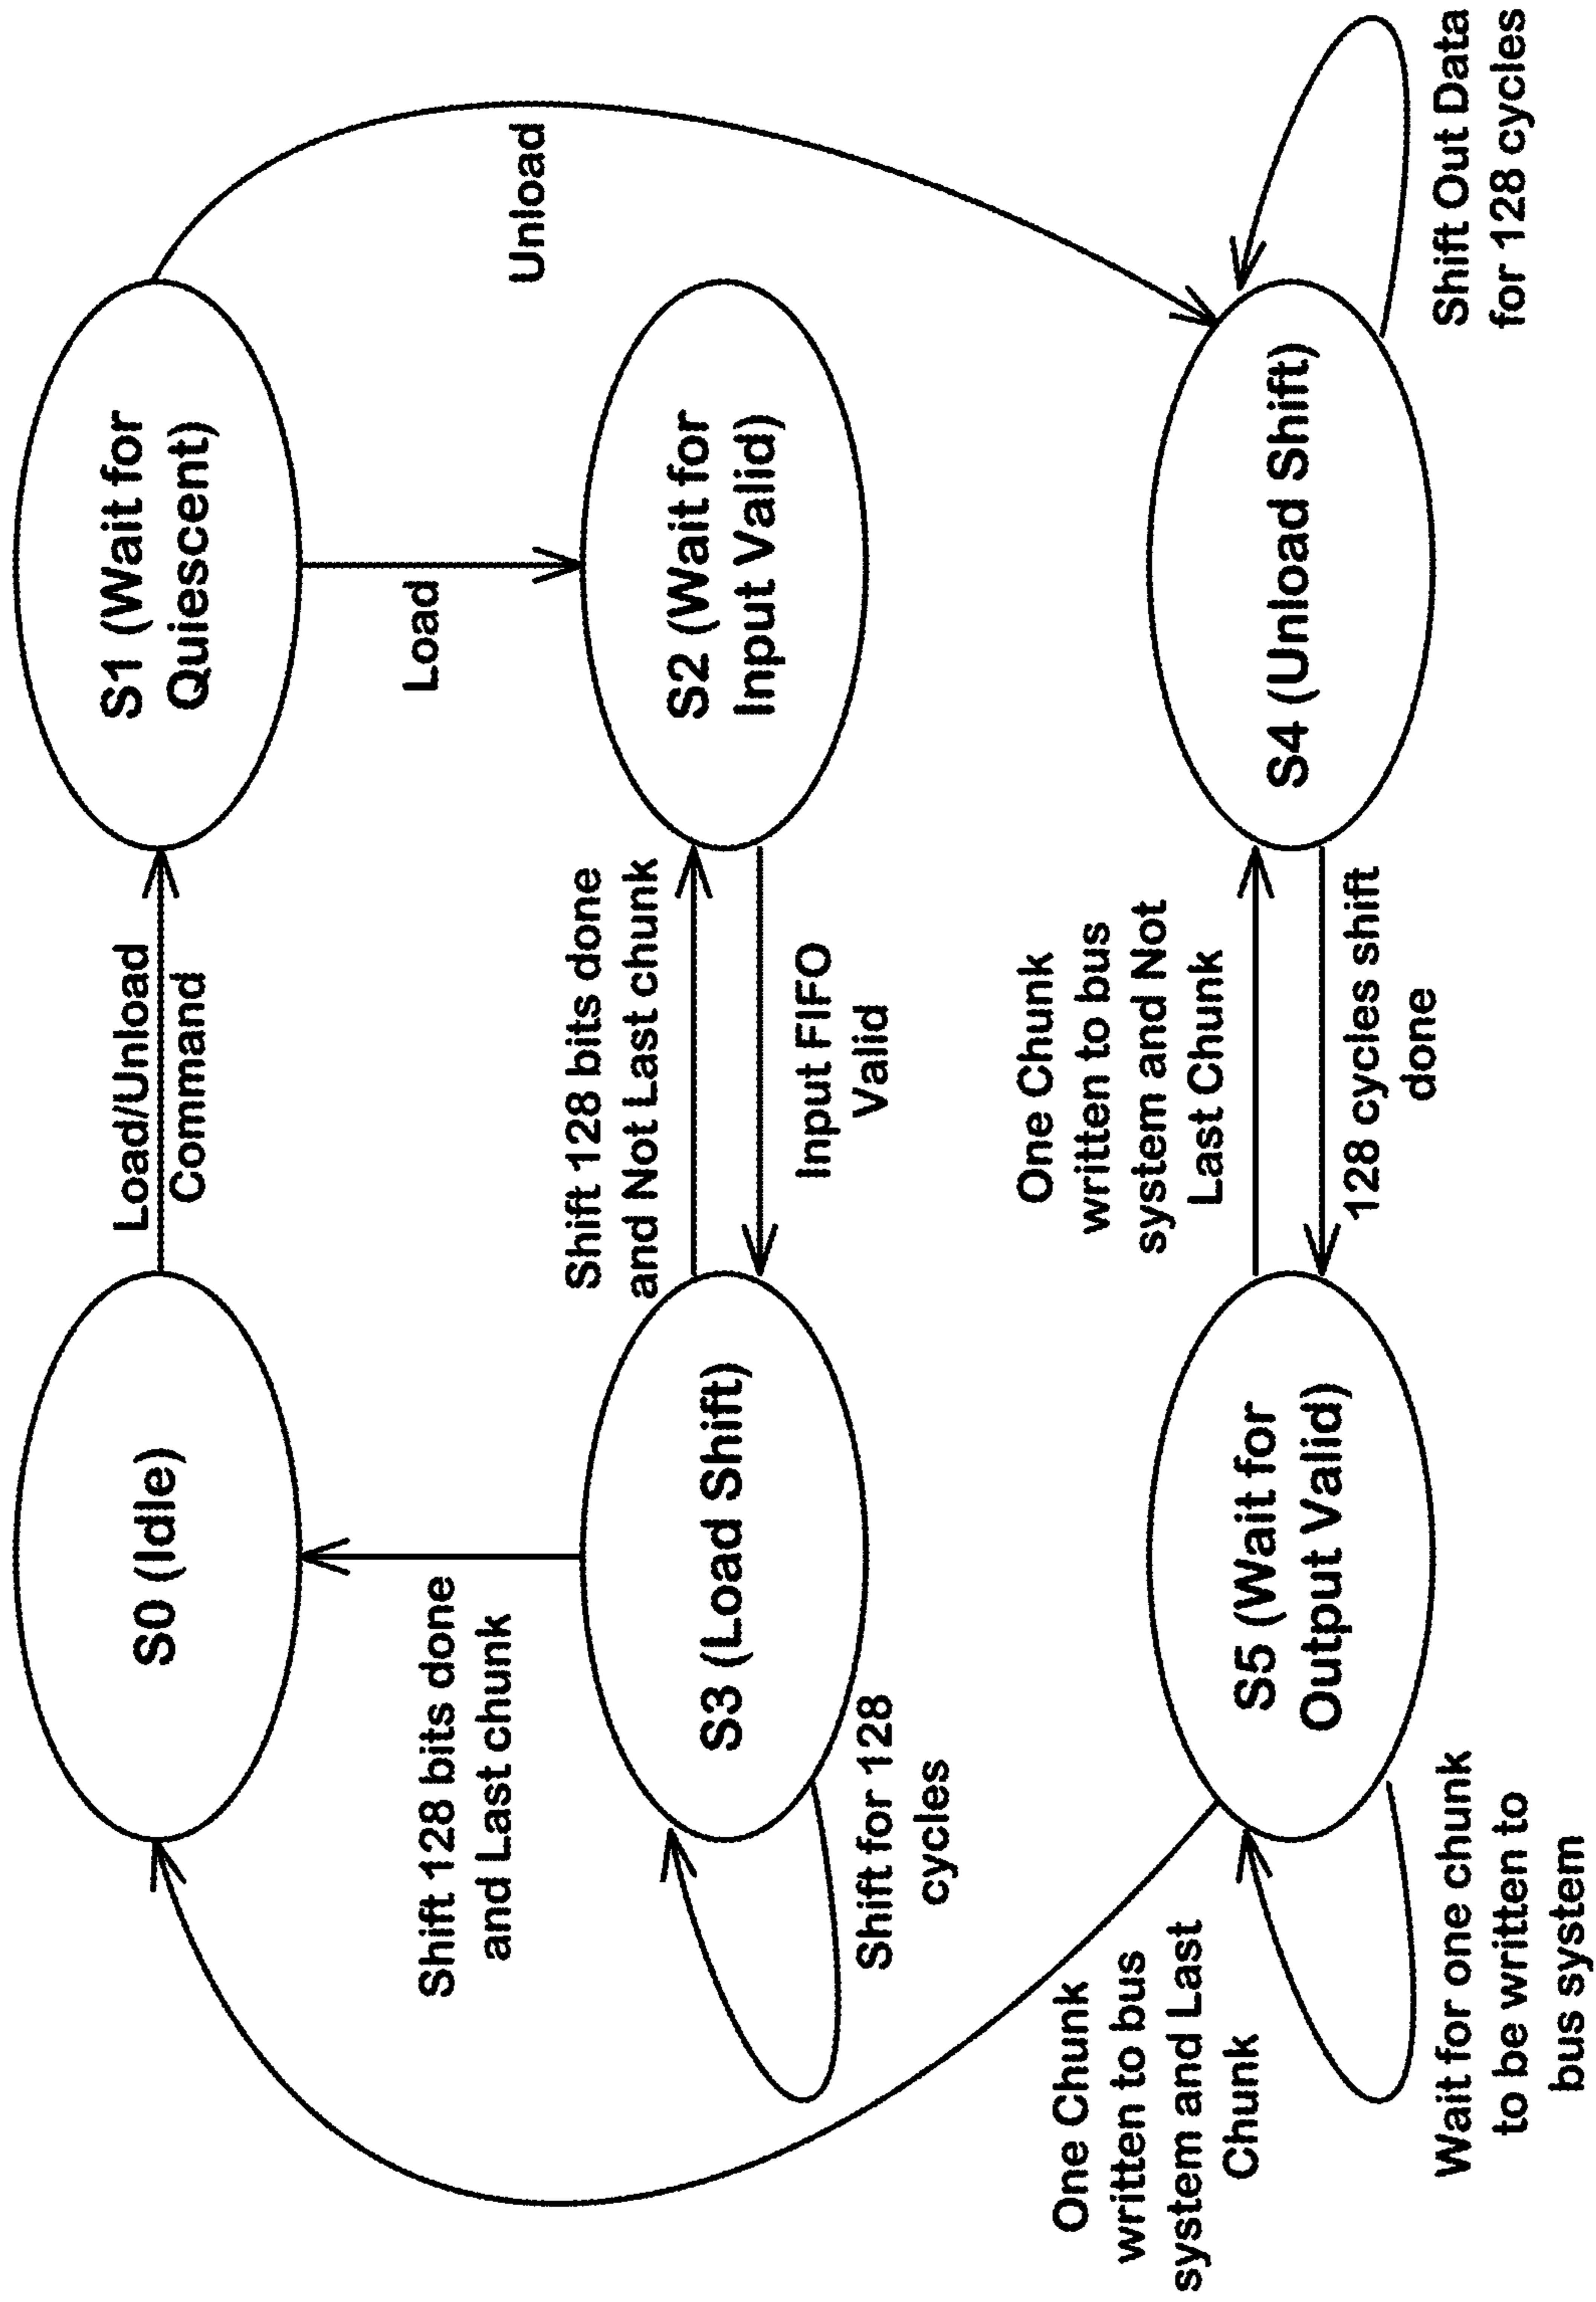 S0 (Idle)
Load/Unload
Command
S1 (Wait for
Quiescent)
Unload
Load
Shift 128 bits done
and Last chunk
S3 (Load Shift)
Shift for 128
cycles
Shift 128 bits done
and Not Last chunk
Input FIFO
Valid
S2 (Wait for
Input Valid)
One Chunk
written to bus
system and Last
Chunk
S5 (Wait for
Output Valid)
Wait for one chunk
to be written to
bus system
One Chunk
written to bus
system and Not
Last Chunk
128 cycles shift
done
S4 (Unload Shift)
Shift Out Data
for 128 cycles